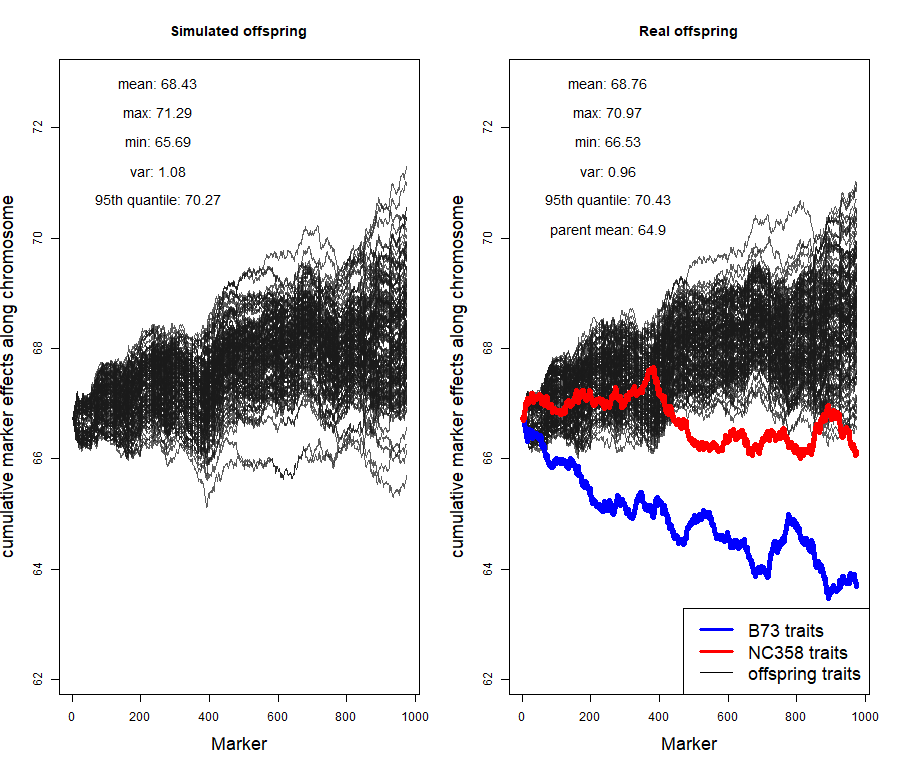 Simulated offspring
mean: 68.43
max: 71.29
min: 65.69
var: 1.08
95th quantile: 70.27
cumulative marker effects along chromosome
72
70
68
66
64
62
0 200 400 600 800 1000
Marker
Real offspring
mean: 68.76
max: 70.97
min: 66.53
var: 0.96
95th quantile: 70.43
parent mean: 64.9
cumulative marker effects along chromosome
72
70
68
66
64
62
B73 traits
NC358 traits
offspring traits
0 200 400 600 800 1000
Marker